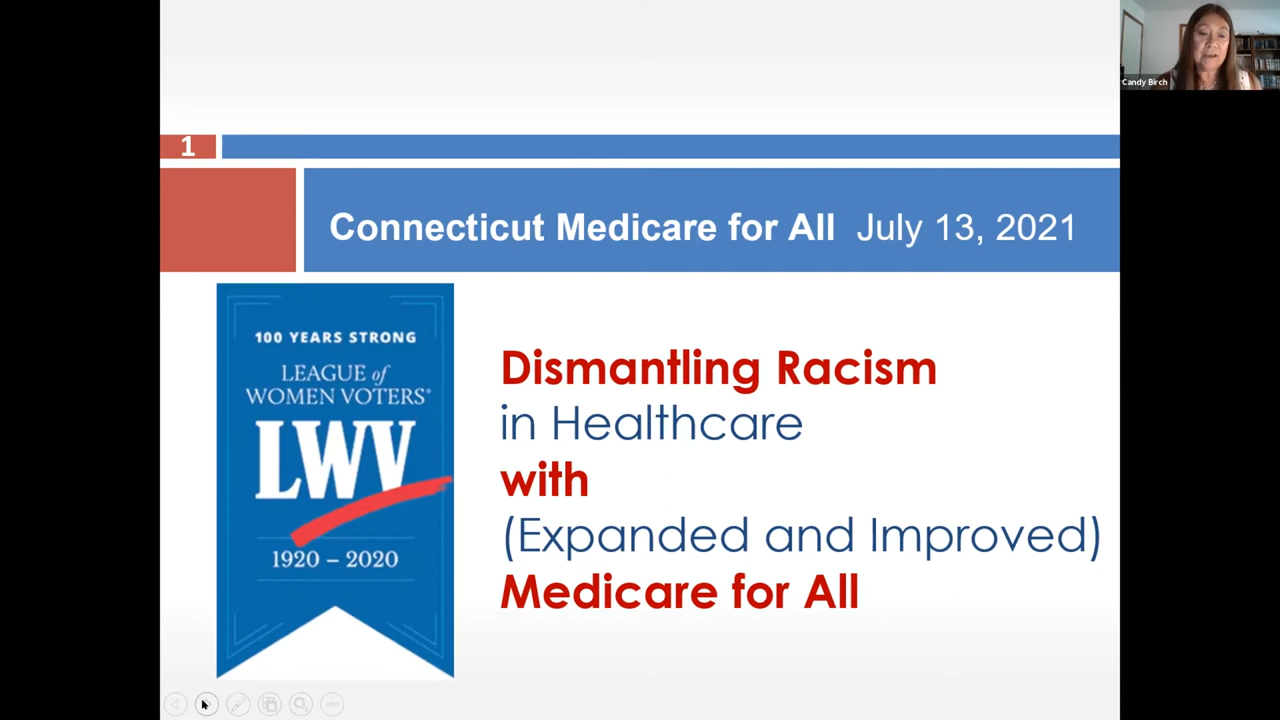 Candy Birch
1
Connecticut Medicare for All July 13, 2021
100 YEARS STRONG
LEAGUE of
WOMEN VOTERS®
LWV
1920 – 2020
Dismantling Racism
in Healthcare
with
(Expanded and Improved)
Medicare for All